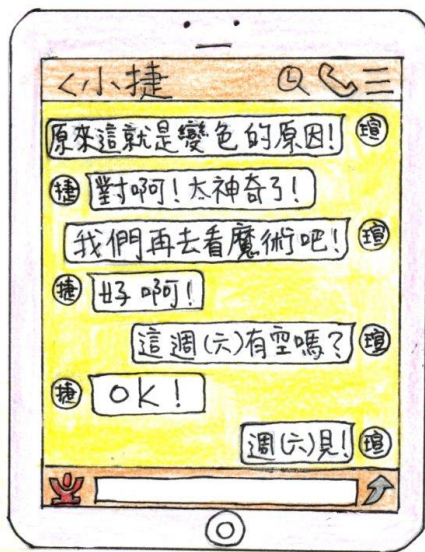 <小捷
原來這就是變色的原因!
瑄
捷
對啊!太神奇了!
我們再去看魔術吧!
瑄
捷
好啊!
這週(六)有空嗎?
瑄
捷
OK!
週(六)見!
瑄